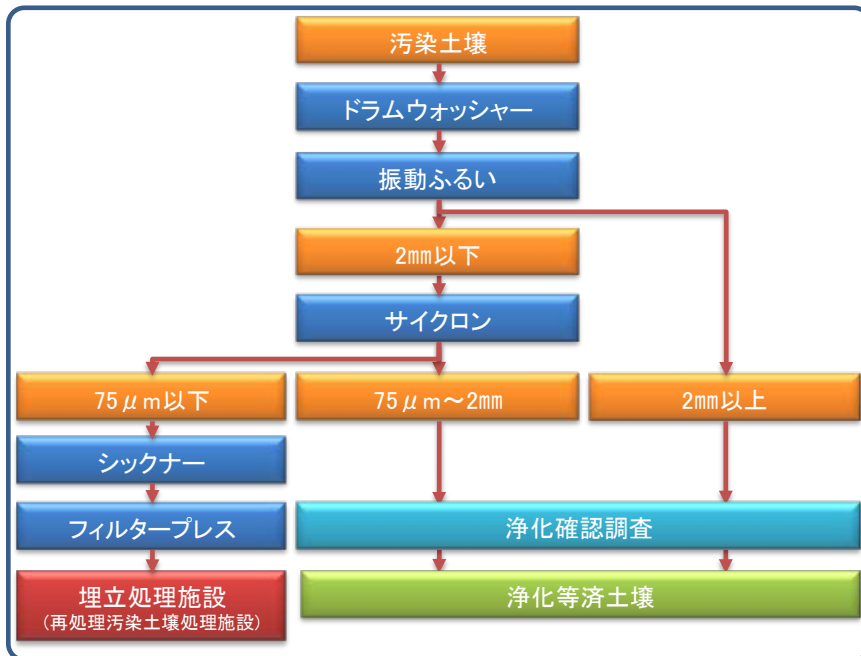 汚染土壌
ドラムウォッシャー
振動ふるい
2㎜以下
サイクロン
75μm以下
75μm～2㎜
2㎜以上
シックナー
フィルタープレス
浄化確認調査
埋立処理施設
(再処理汚染土壌処理施設)
浄化等済土壌